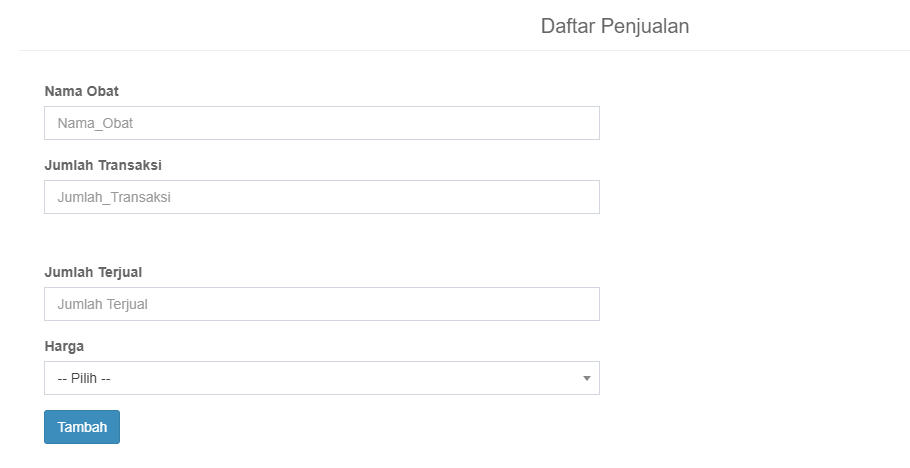 Daftar Penjualan
Nama Obat
Nama_Obat
Jumlah Transaksi
Jumlah_Transaksi
Jumlah Terjual
Jumlah Terjual
Harga
-- Pilih --
Tambah